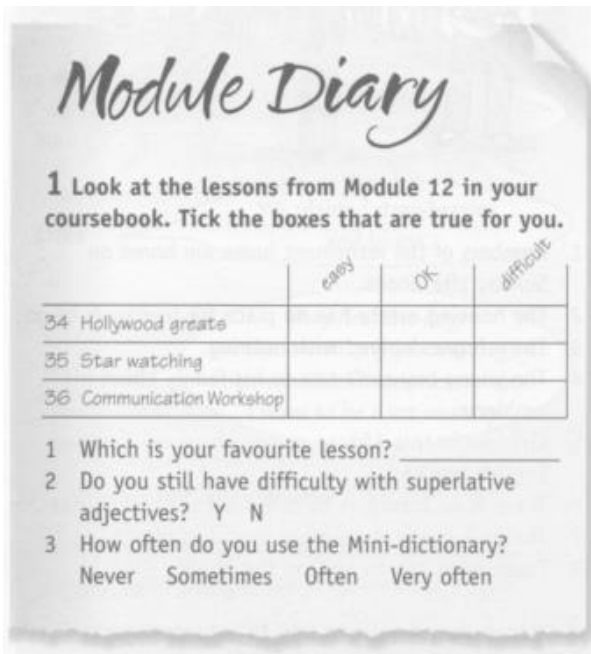 Module Diary
1 Look at the lessons from Module 12 in your
coursebook. Tick the boxes that are true for you.
easy OK difficult
34 Hollywood greats
35 Star watching
36 Communication Workshop
1 Which is your favourite lesson?
2 Do you still have difficulty with superlative
adjectives? Y N
3 How often do you use the Mini-dictionary?
Never Sometimes Often Very often